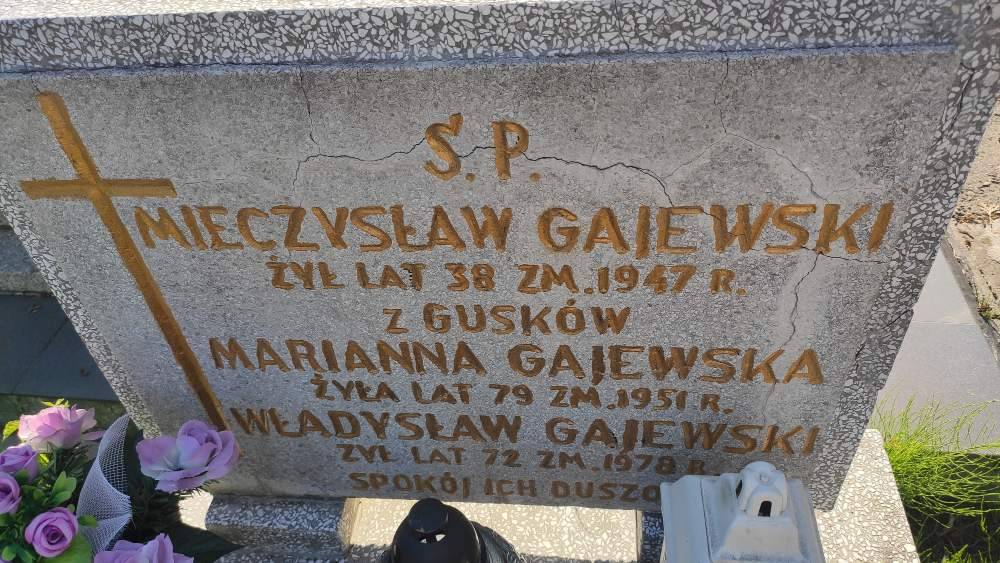 Ś. P.
MIECZYSŁAW GAJEWSKI
ŻYŁ LAT 38 ZM. 1947 R.
Z GUSKÓW
MARIANNA GAJEWSKA
ŻYŁA LAT 79 ZM. 1951 R.
WŁADYSŁAW GAJEWSKI
ŻYŁ LAT 72 ZM. 1978 R.
SPOKÓJ ICH DUSZO